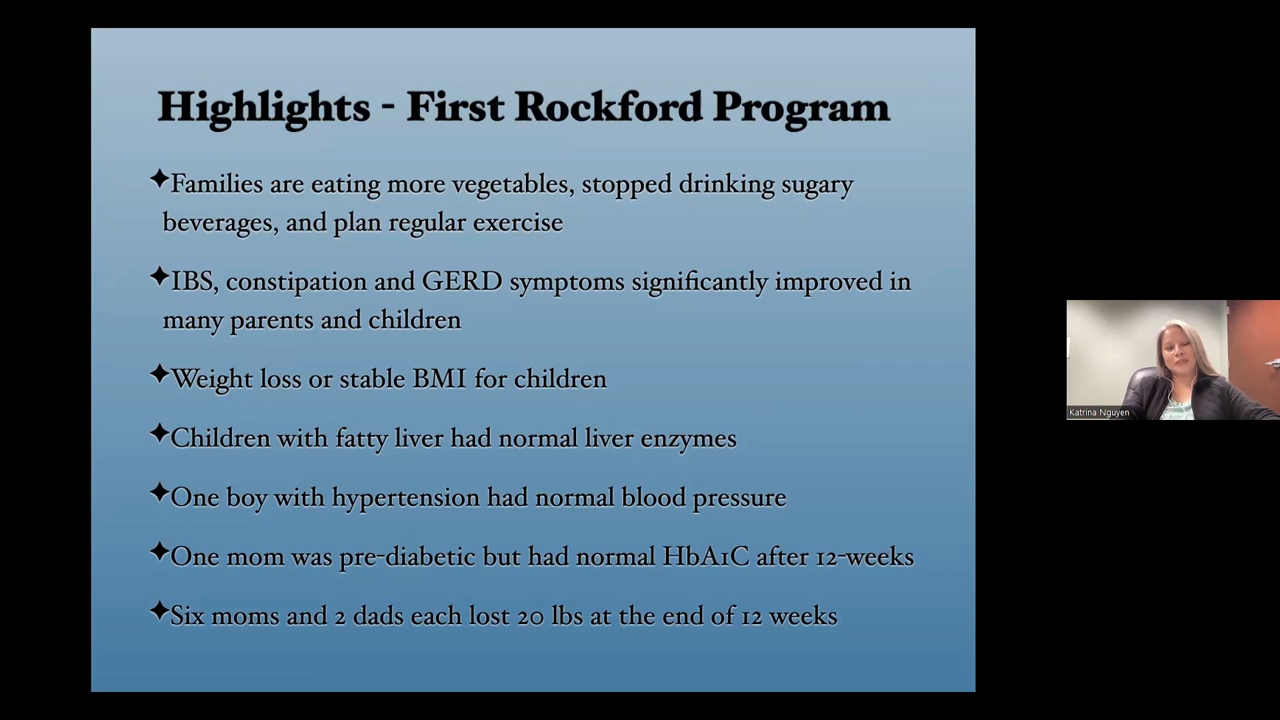 Highlights - First Rockford Program
✦Families are eating more vegetables, stopped drinking sugary
beverages, and plan regular exercise
✦IBS, constipation and GERD symptoms significantly improved in
many parents and children
✦Weight loss or stable BMI for children
✦Children with fatty liver had normal liver enzymes
✦One boy with hypertension had normal blood pressure
✦One mom was pre-diabetic but had normal HbA1C after 12-weeks
✦Six moms and 2 dads each lost 20 lbs at the end of 12 weeks
Katrina Nguyen